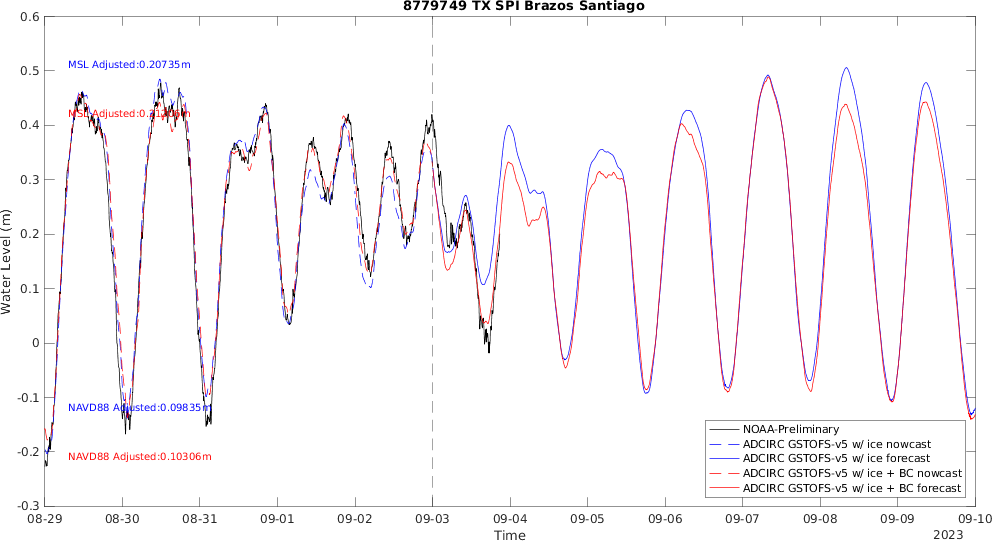 8779749 TX SPI Brazos Santiago
0.6
0.5
0.4
0.3
0.2
0.1
0
-0.1
-0.2
-0.3
Water Level (m)
MSL Adjusted:0.20735m
MSL
NAVD88 Adjusted:0.09835m
NAVD88 Adjusted:0.10306m
NOAA-Preliminary
ADCIRC GSTOFS-v5 w/ ice nowcast
ADCIRC GSTOFS-v5 w/ ice forecast
ADCIRC GSTOFS-v5 w/ ice + BC nowcast
ADCIRC GSTOFS-v5 w/ ice + BC forecast
08-29 08-30 08-31 09-01 09-02 09-03 09-04 09-05 09-06 09-07 09-08 09-09 09-10
Time
2023